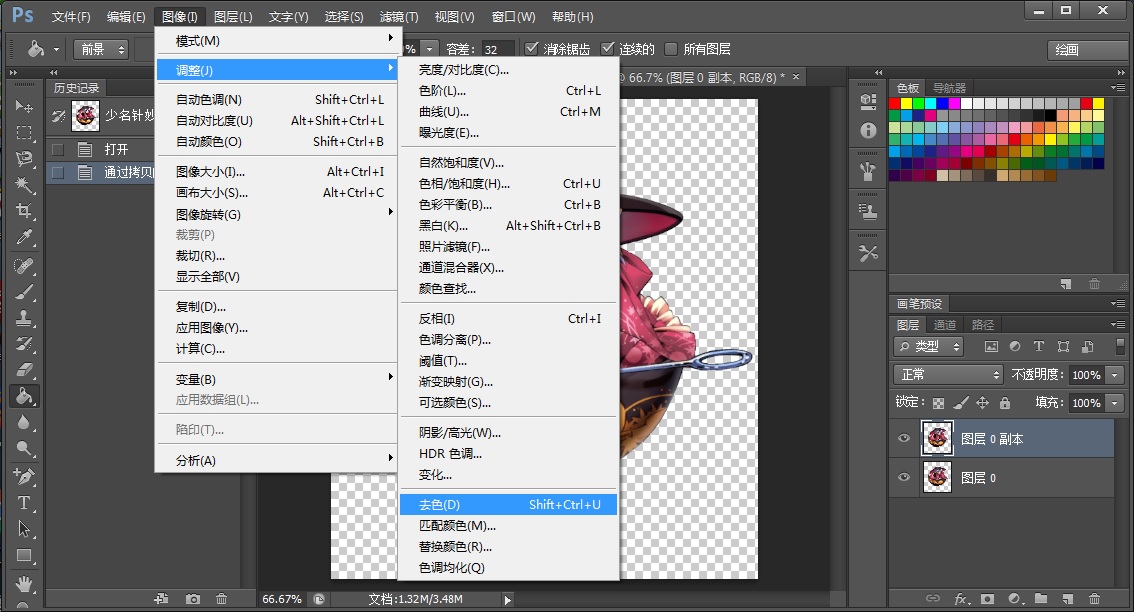 Ps 文件(F) 编辑(E) 图像(I) 图层(L) 文字(Y) 选择(S) 滤镜(T) 视图(V) 窗口(W) 帮助(H)
前景 % 容差: 32 消除锯齿 连续的 所有图层 绘画
模式(M)
调整(J)
自动色调(N) Shift+Ctrl+L
自动对比度(U) Alt+Shift+Ctrl+L
自动颜色(O) Shift+Ctrl+B
图像大小(I)... Alt+Ctrl+I
画布大小(S)... Alt+Ctrl+C
图像旋转(G)
裁剪(P)
裁切(R)...
显示全部(V)
复制(D)...
应用图像(Y)...
计算(C)...
变量(B)
应用数据组(L)...
陷印(T)...
分析(A)
亮度/对比度(C)...
色阶(L)... Ctrl+L
曲线(U)... Ctrl+M
曝光度(E)...
自然饱和度(V)...
色相/饱和度(H)... Ctrl+U
色彩平衡(B)... Ctrl+B
黑白(K)... Alt+Shift+Ctrl+B
照片滤镜(F)...
通道混合器(X)...
颜色查找...
反相(I) Ctrl+I
色调分离(P)...
阈值(T)...
渐变映射(G)...
可选颜色(S)...
阴影/高光(W)...
HDR 色调...
变化...
去色(D) Shift+Ctrl+U
匹配颜色(M)...
替换颜色(R)...
色调均化(Q)
历史记录
少名针妙
打开
通过拷贝
@ 66.7% (图层 0 副本, RGB/8) * ×
色板 导航器
画笔预设
图层 通道 路径
类型
正常 不透明度: 100%
锁定: 填充: 100%
图层 0 副本
图层 0
66.67% 文档:1.32M/3.48M